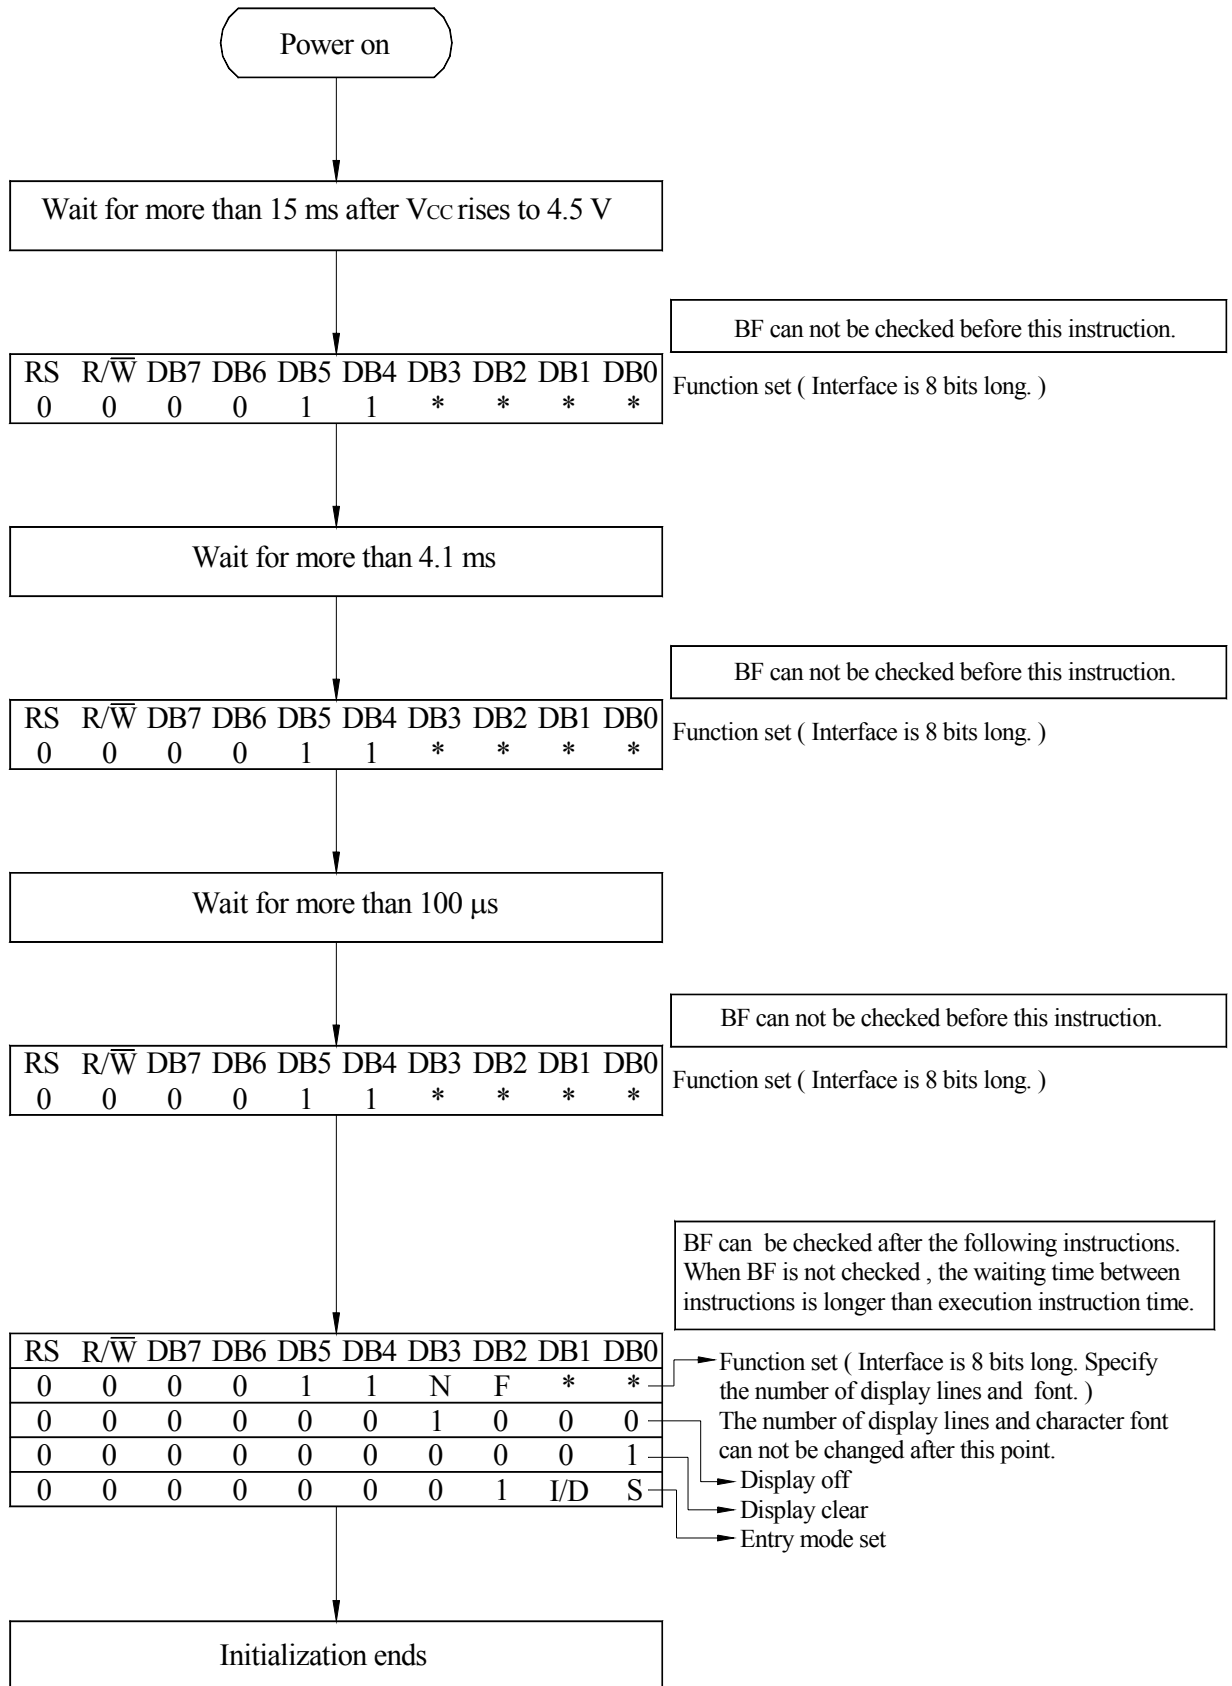 Power on
Wait for more than 15 ms after VCC rises to 4.5 V
BF can not be checked before this instruction.
RS R/W̅ DB7 DB6 DB5 DB4 DB3 DB2 DB1 DB0
0 0 0 0 1 1 * * * *
Function set ( Interface is 8 bits long. )
Wait for more than 4.1 ms
BF can not be checked before this instruction.
RS R/W̅ DB7 DB6 DB5 DB4 DB3 DB2 DB1 DB0
0 0 0 0 1 1 * * * *
Function set ( Interface is 8 bits long. )
Wait for more than 100 μs
BF can not be checked before this instruction.
RS R/W̅ DB7 DB6 DB5 DB4 DB3 DB2 DB1 DB0
0 0 0 0 1 1 * * * *
Function set ( Interface is 8 bits long. )
BF can be checked after the following instructions.
When BF is not checked , the waiting time between
instructions is longer than execution instruction time.
RS R/W̅ DB7 DB6 DB5 DB4 DB3 DB2 DB1 DB0
0 0 0 0 1 1 N F * *
0 0 0 0 0 0 1 0 0 0
0 0 0 0 0 0 0 0 0 1
0 0 0 0 0 0 0 1 I/D S
Function set ( Interface is 8 bits long. Specify
the number of display lines and font. )
The number of display lines and character font
can not be changed after this point.
Display off
Display clear
Entry mode set
Initialization ends